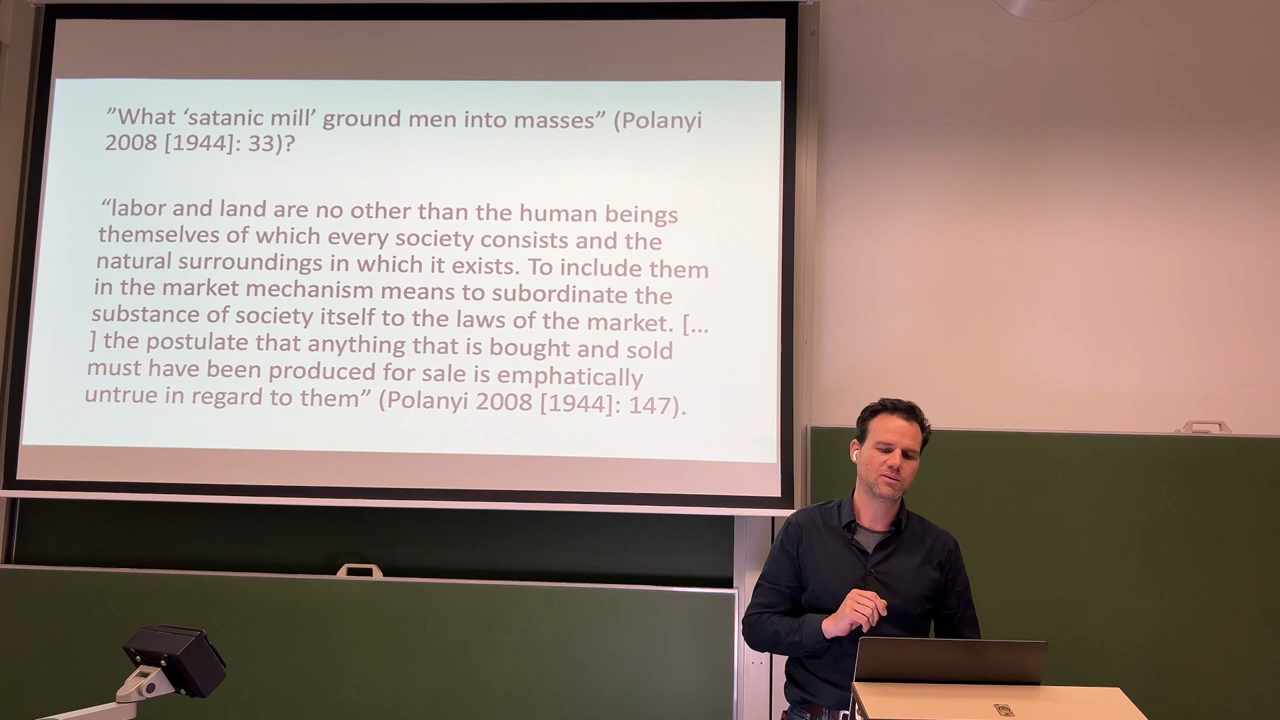 ”What ‘satanic mill’ ground men into masses” (Polanyi
2008 [1944]: 33)?
“labor and land are no other than the human beings
themselves of which every society consists and the
natural surroundings in which it exists. To include them
in the market mechanism means to subordinate the
substance of society itself to the laws of the market. [...
] the postulate that anything that is bought and sold
must have been produced for sale is emphatically
untrue in regard to them” (Polanyi 2008 [1944]: 147).